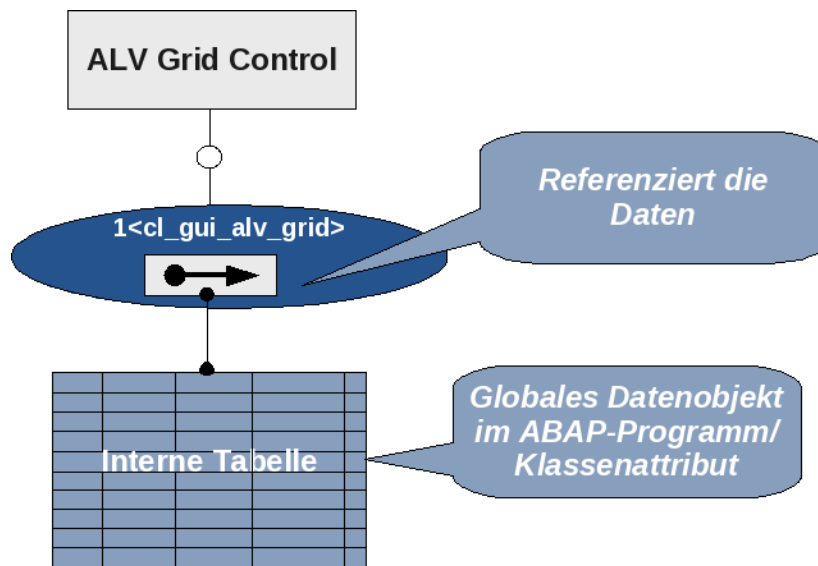 ALV Grid Control
Referenziert die
Daten
1<cl_gui_alv_grid>
Globales Datenobjekt
im ABAP-Programm/
Klassenattribut
Interne Tabelle